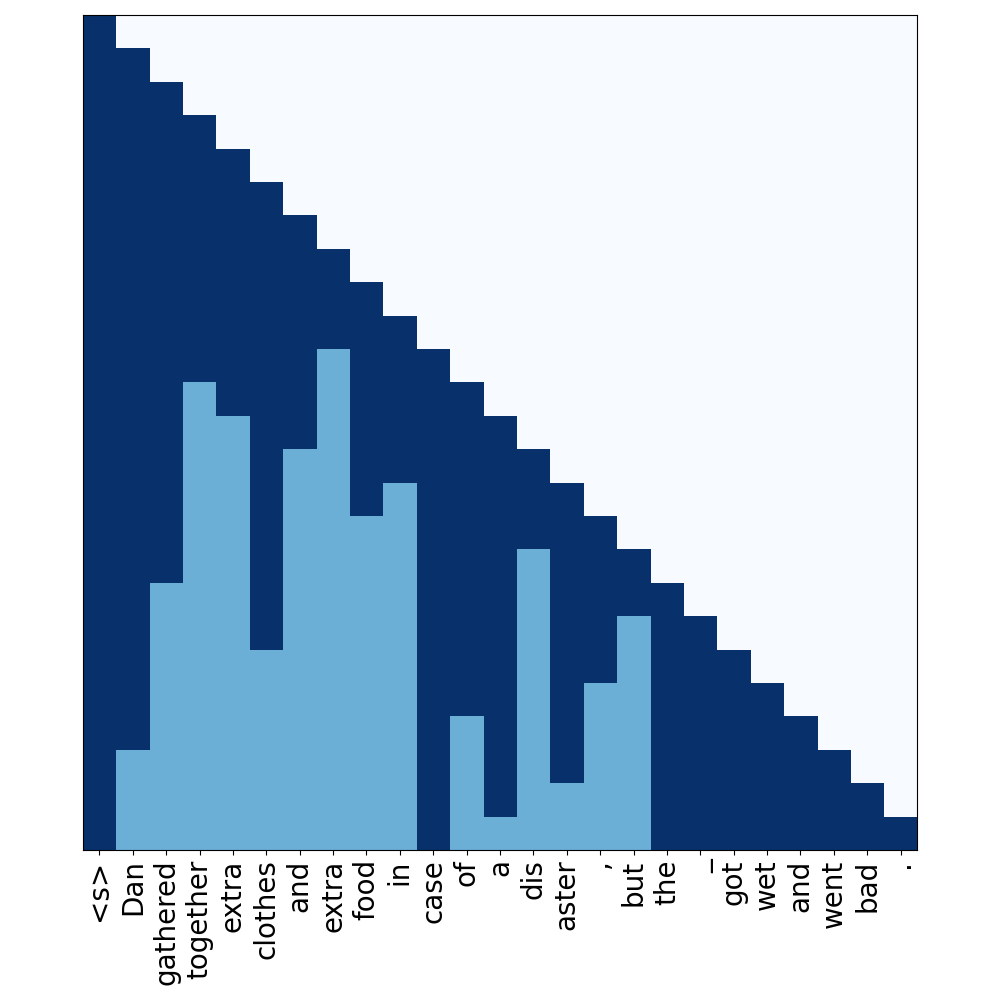 <s>
Dan
gathered
together
extra
clothes
and
extra
food
in
case
of
a
dis
aster
,
but
the
_
got
wet
and
went
bad
.